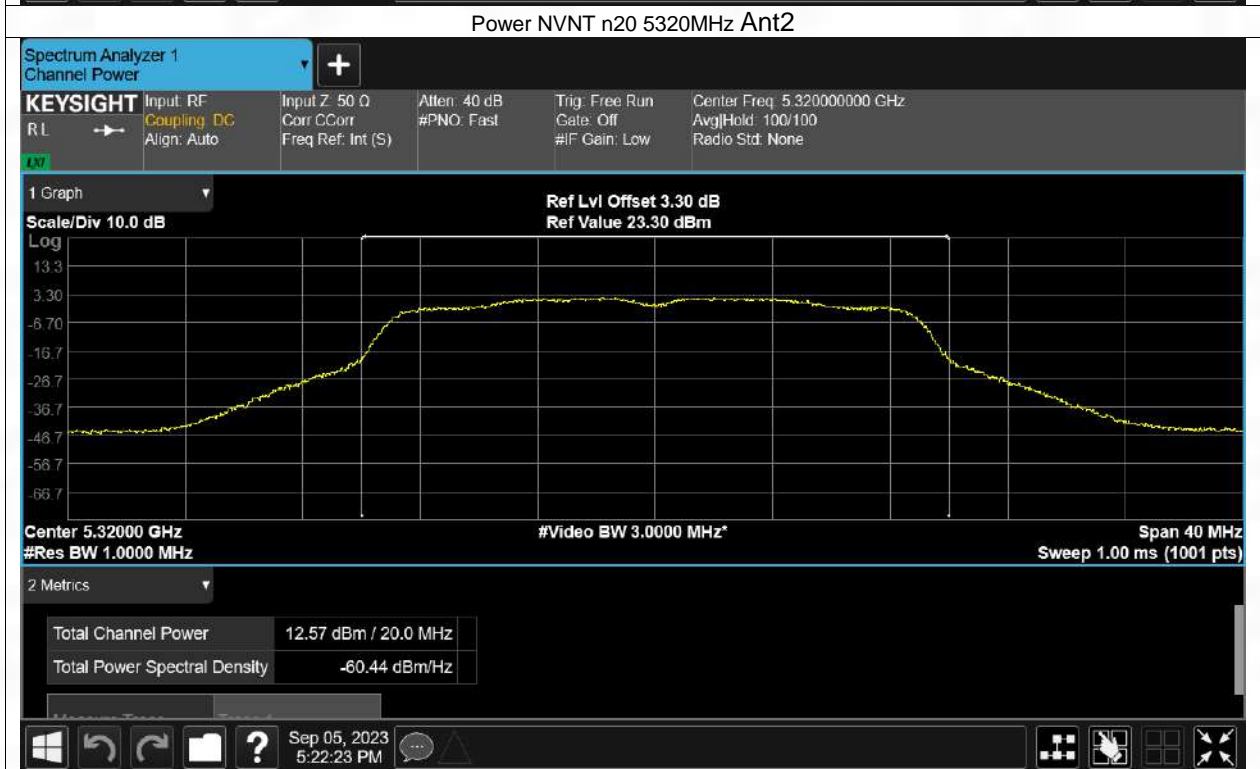 Power NVNT n20 5320MHz Ant2
Spectrum Analyzer 1
Channel Power
+
KEYSIGHT
RL
LXI
Input: RF
Coupling: DC
Align: Auto
Input Z: 50 Ω
Corr CCorr
Freq Ref: Int (S)
Atten: 40 dB
#PNO: Fast
Trig: Free Run
Gate: Off
#IF Gain: Low
Center Freq: 5.320000000 GHz
Avg|Hold: 100/100
Radio Std: None
1 Graph
Scale/Div 10.0 dB
Ref Lvl Offset 3.30 dB
Ref Value 23.30 dBm
Log
13.3
3.30
-6.70
-16.7
-26.7
-36.7
-46.7
-56.7
-66.7
Center 5.32000 GHz
#Video BW 3.0000 MHz*
Span 40 MHz
#Res BW 1.0000 MHz
Sweep 1.00 ms (1001 pts)
2 Metrics
Total Channel Power 12.57 dBm / 20.0 MHz
Total Power Spectral Density -60.44 dBm/Hz
?
Sep 05, 2023
5:22:23 PM